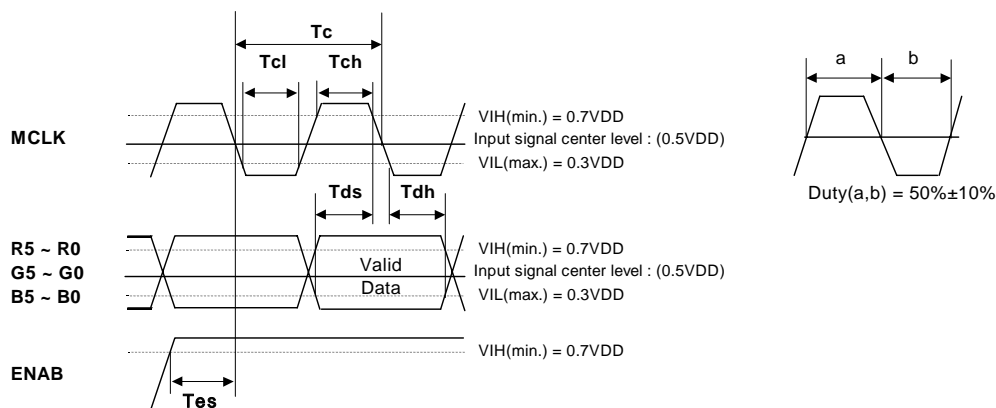 Tc
Tcl
Tch
MCLK
VIH(min.) = 0.7VDD
Input signal center level : (0.5VDD)
VIL(max.) = 0.3VDD
a
b
Duty(a,b) = 50%±10%
Tds
Tdh
R5 ~ R0
G5 ~ G0
B5 ~ B0
Valid
Data
VIH(min.) = 0.7VDD
Input signal center level : (0.5VDD)
VIL(max.) = 0.3VDD
ENAB
VIH(min.) = 0.7VDD
Tes